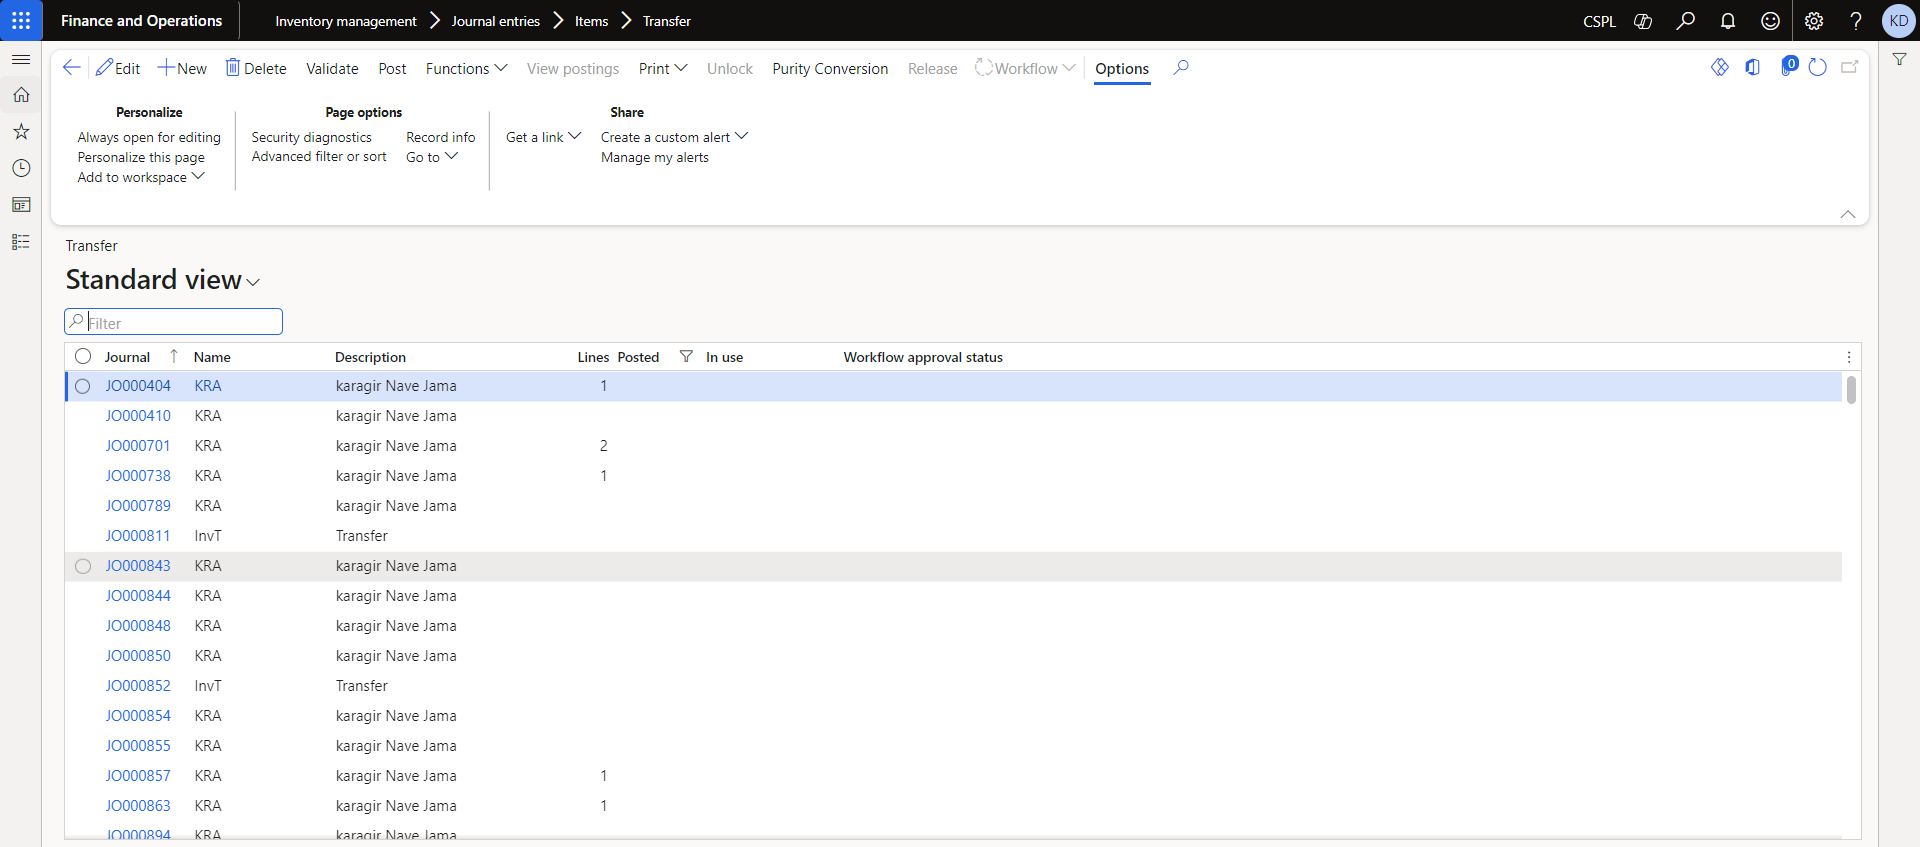 Finance and Operations Inventory management Journal entries Items Transfer CSPL KD
Edit New Delete Validate Post Functions View postings Print Unlock Purity Conversion Release Workflow Options 0
Personalize Page options Share
Always open for editing Security diagnostics Record info Get a link Create a custom alert
Personalize this page Advanced filter or sort Go to Manage my alerts
Add to workspace
Transfer
Standard view
Filter
Journal Name Description Lines Posted In use Workflow approval status
JO000404 KRA karagir Nave Jama 1
JO000410 KRA karagir Nave Jama
JO000701 KRA karagir Nave Jama 2
JO000738 KRA karagir Nave Jama 1
JO000789 KRA karagir Nave Jama
JO000811 InvT Transfer
JO000843 KRA karagir Nave Jama
JO000844 KRA karagir Nave Jama
JO000848 KRA karagir Nave Jama
JO000850 KRA karagir Nave Jama
JO000852 InvT Transfer
JO000854 KRA karagir Nave Jama
JO000855 KRA karagir Nave Jama
JO000857 KRA karagir Nave Jama 1
JO000863 KRA karagir Nave Jama 1
JO000894 KRA karagir Nave Jama